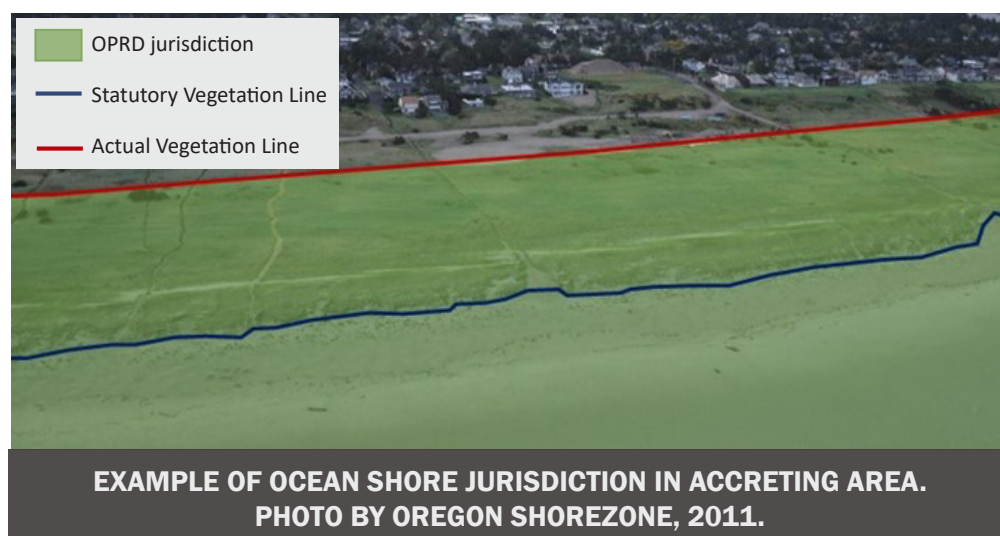 OPRD jurisdiction
Statutory Vegetation Line
Actual Vegetation Line
EXAMPLE OF OCEAN SHORE JURISDICTION IN ACCRETING AREA.
PHOTO BY OREGON SHOREZONE, 2011.